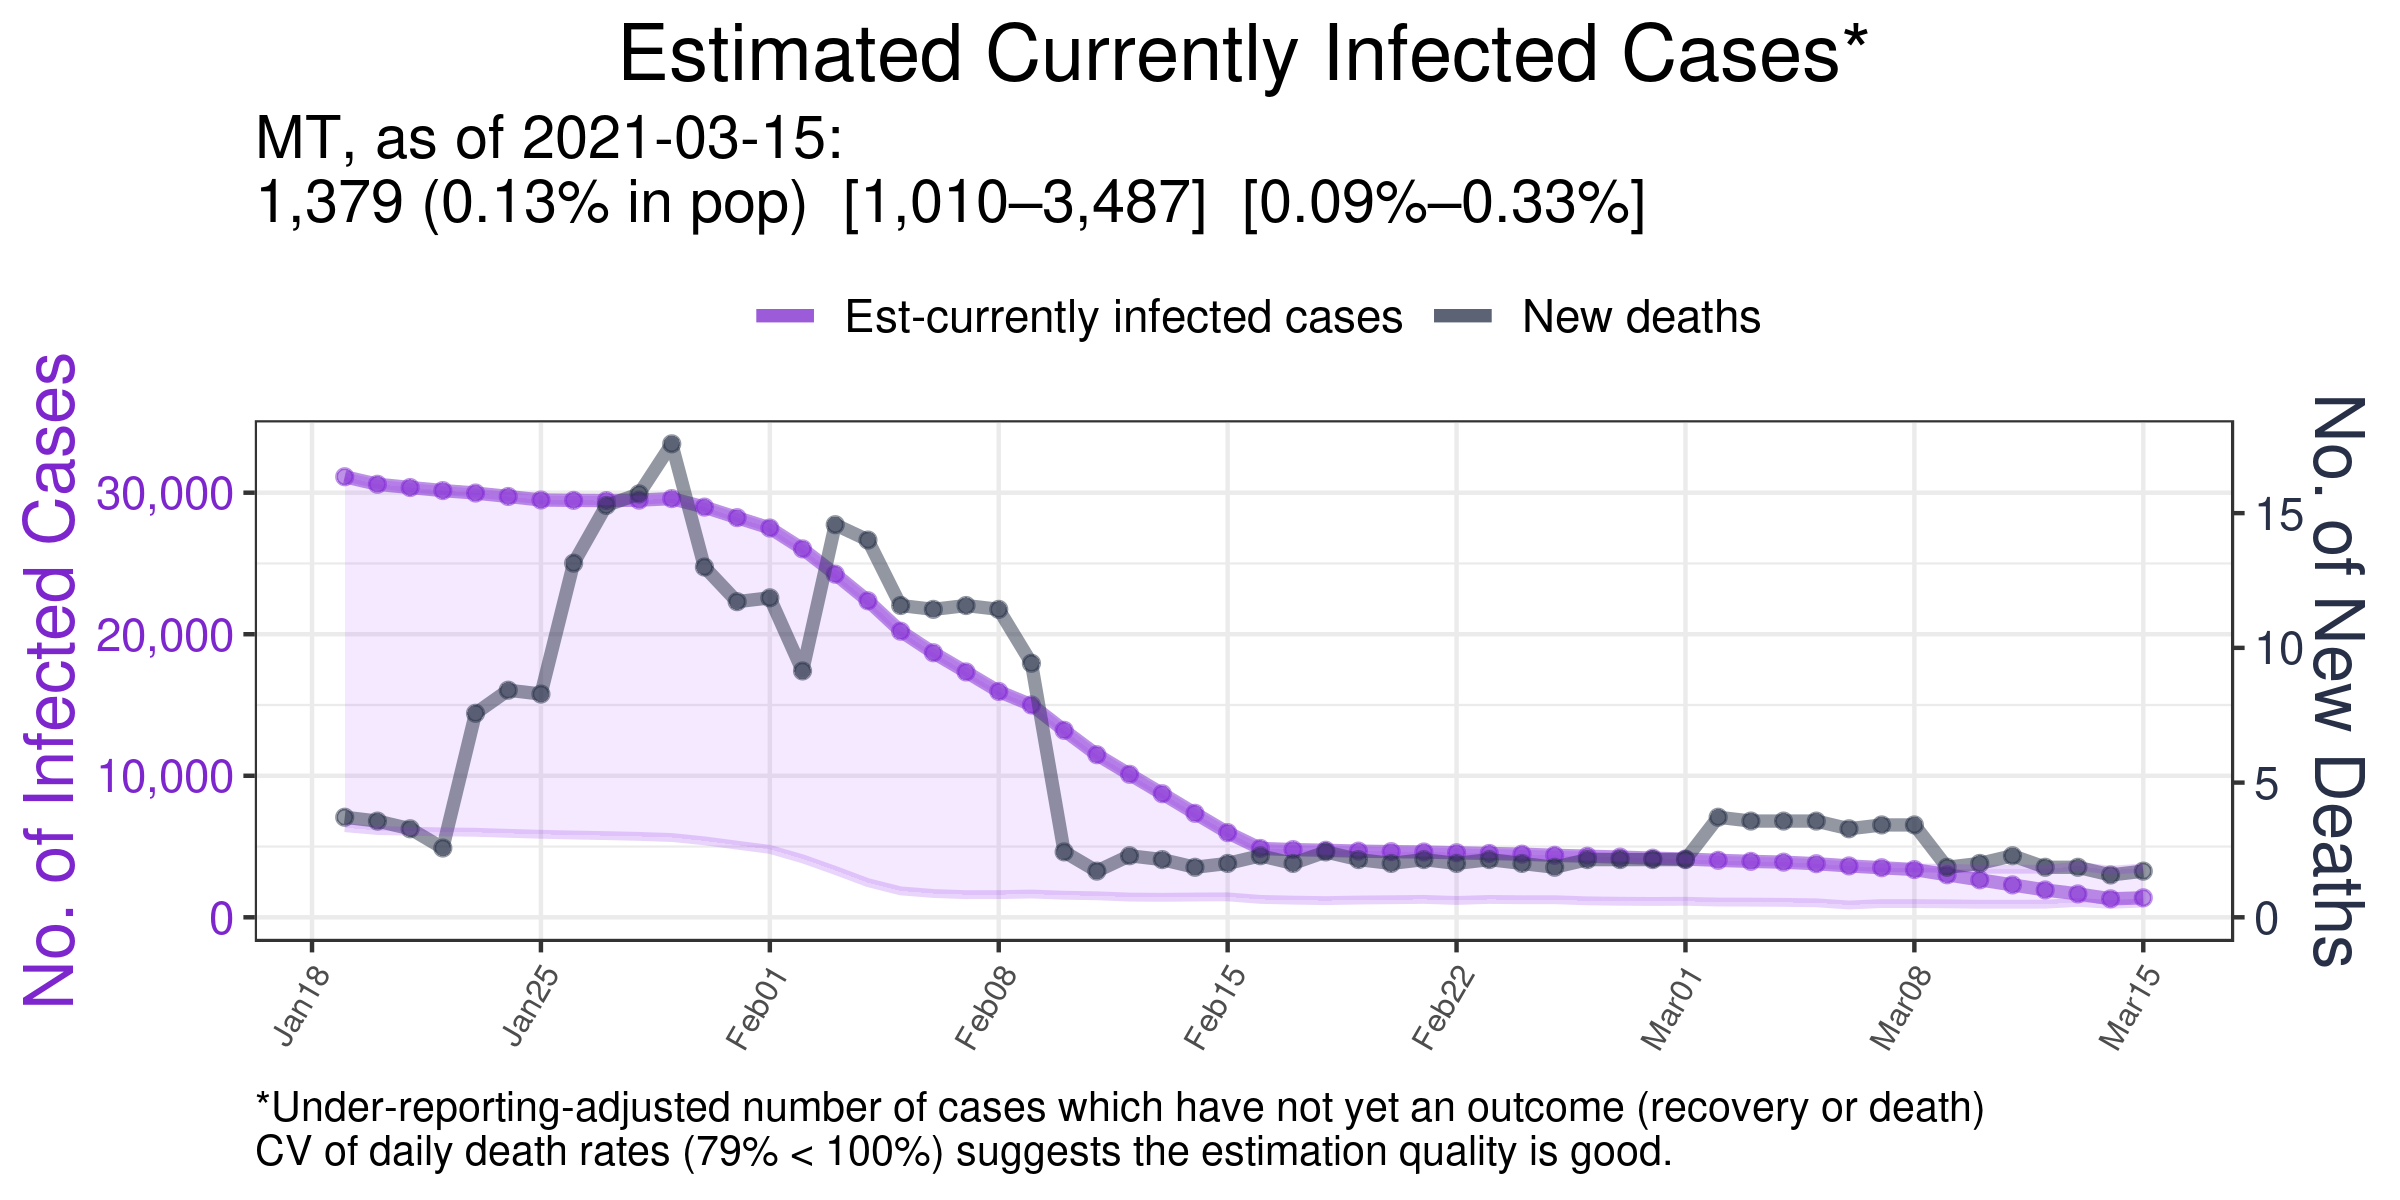 Estimated Currently Infected Cases*
MT, as of 2021-03-15:
1,379 (0.13% in pop)  [1,010–3,487]  [0.09%–0.33%]
Est-currently infected cases
New deaths
No. of Infected Cases
30,000
20,000
10,000
0
15
10
5
0
No. of New Deaths
Jan18
Jan25
Feb01
Feb08
Feb15
Feb22
Mar01
Mar08
Mar15
*Under-reporting-adjusted number of cases which have not yet an outcome (recovery or death)
CV of daily death rates (79% < 100%) suggests the estimation quality is good.